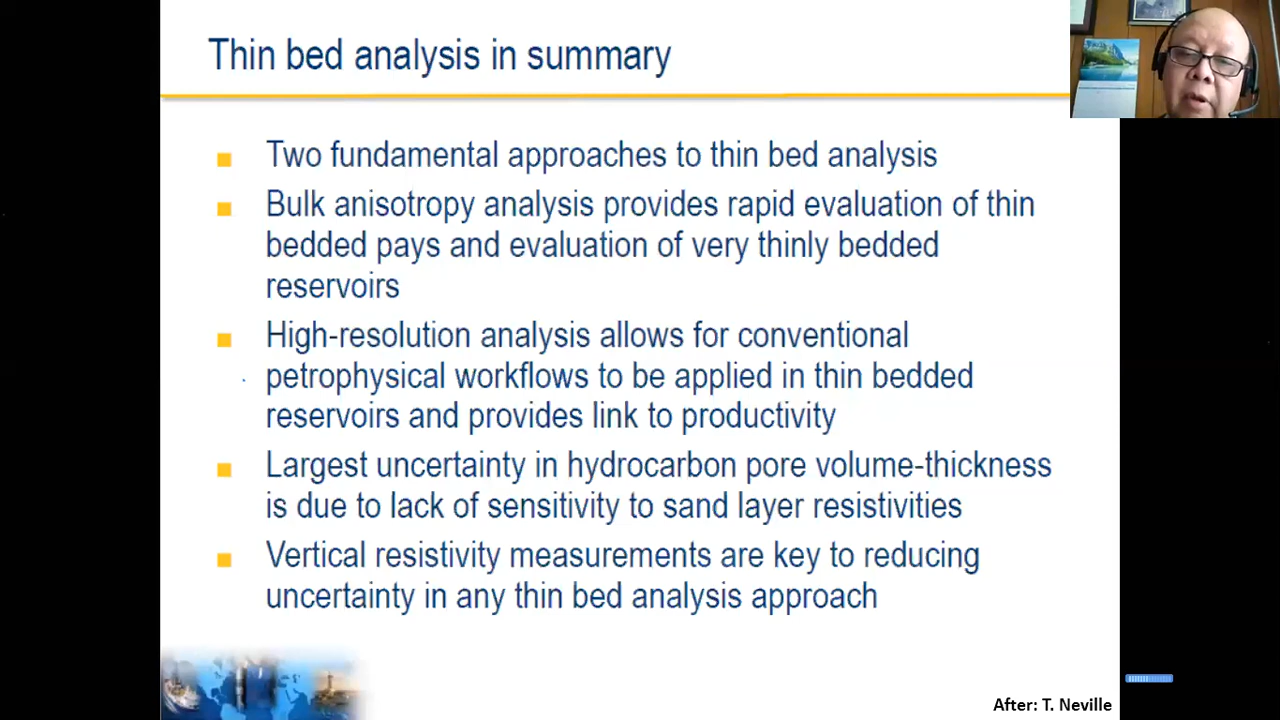 Thin bed analysis in summary
Two fundamental approaches to thin bed analysis
Bulk anisotropy analysis provides rapid evaluation of thin
bedded pays and evaluation of very thinly bedded
reservoirs
High-resolution analysis allows for conventional
petrophysical workflows to be applied in thin bedded
reservoirs and provides link to productivity
Largest uncertainty in hydrocarbon pore volume-thickness
is due to lack of sensitivity to sand layer resistivities
Vertical resistivity measurements are key to reducing
uncertainty in any thin bed analysis approach
After: T. Neville